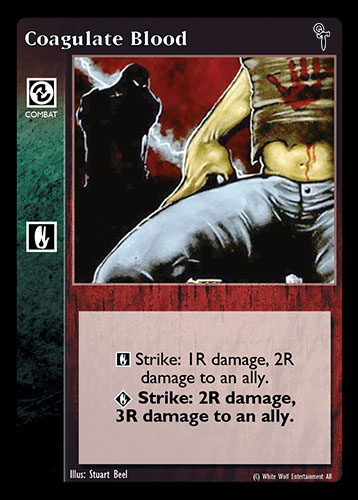 Coagulate Blood
COMBAT
Strike: 1R damage, 2R
damage to an ally.
Strike: 2R damage,
3R damage to an ally.
Illus: Stuart Beel
(C) White Wolf Entertainment AB